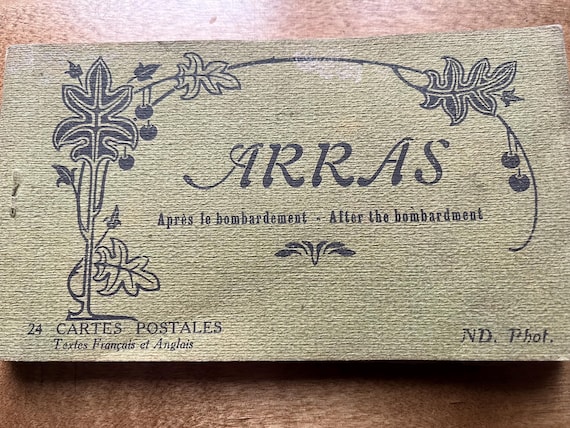 ARRAS
Après le bombardement - After the bombardment
24 CARTES POSTALES
Textes Français et Anglais
ND. Phot.